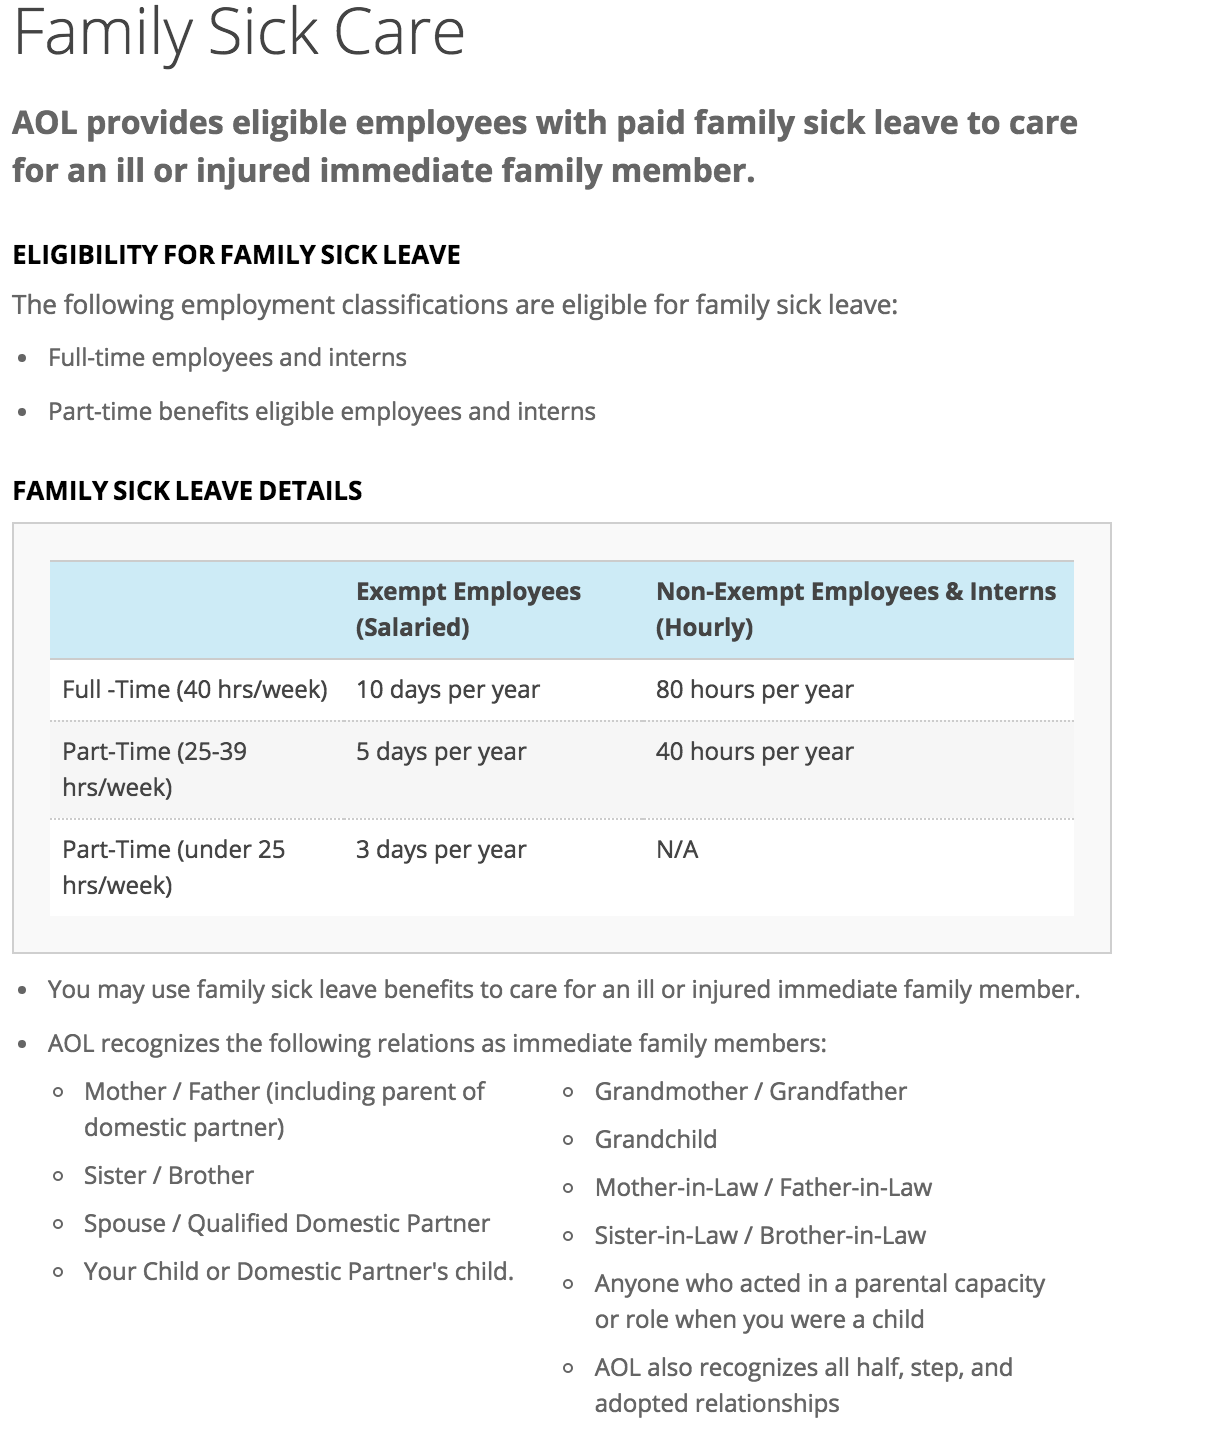 Family Sick Care
AOL provides eligible employees with paid family sick leave to care
for an ill or injured immediate family member.
ELIGIBILITY FOR FAMILY SICK LEAVE
The following employment classifications are eligible for family sick leave:
• Full-time employees and interns
• Part-time benefits eligible employees and interns
FAMILY SICK LEAVE DETAILS
Exempt Employees
(Salaried)
Non-Exempt Employees & Interns
(Hourly)
Full -Time (40 hrs/week) 10 days per year 80 hours per year
Part-Time (25-39
hrs/week)
5 days per year 40 hours per year
Part-Time (under 25
hrs/week)
3 days per year N/A
• You may use family sick leave benefits to care for an ill or injured immediate family member.
• AOL recognizes the following relations as immediate family members:
○ Mother / Father (including parent of
domestic partner)
○ Sister / Brother
○ Spouse / Qualified Domestic Partner
○ Your Child or Domestic Partner's child.
○ Grandmother / Grandfather
○ Grandchild
○ Mother-in-Law / Father-in-Law
○ Sister-in-Law / Brother-in-Law
○ Anyone who acted in a parental capacity
or role when you were a child
○ AOL also recognizes all half, step, and
adopted relationships